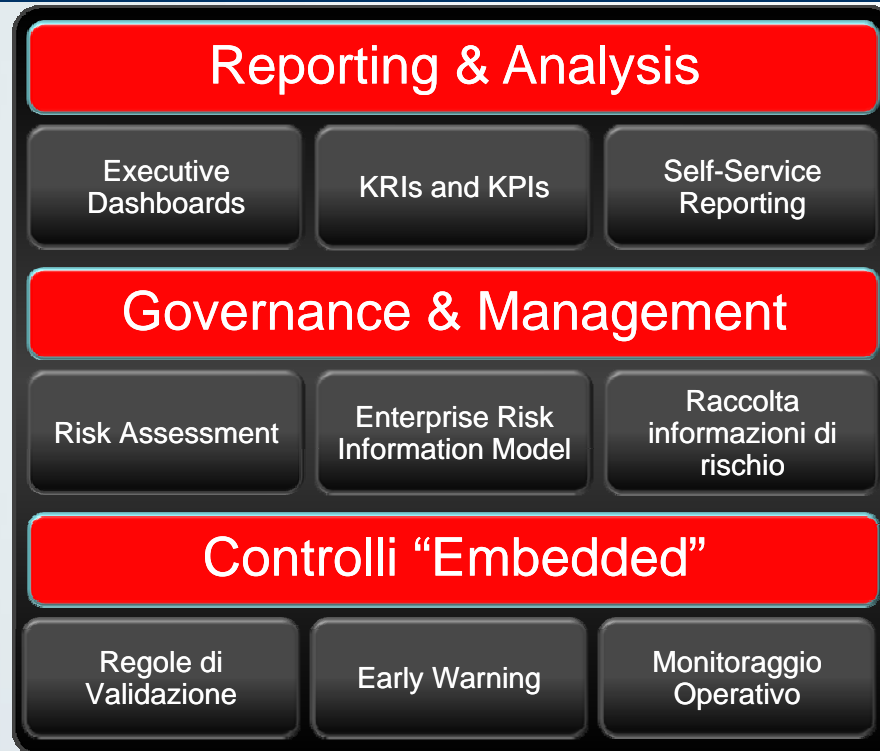 Reporting & Analysis
Executive
Dashboards
KRIs and KPIs
Self-Service
Reporting
Governance & Management
Risk Assessment
Enterprise Risk
Information Model
Raccolta
informazioni di
rischio
Controlli “Embedded”
Regole di
Validazione
Early Warning
Monitoraggio
Operativo